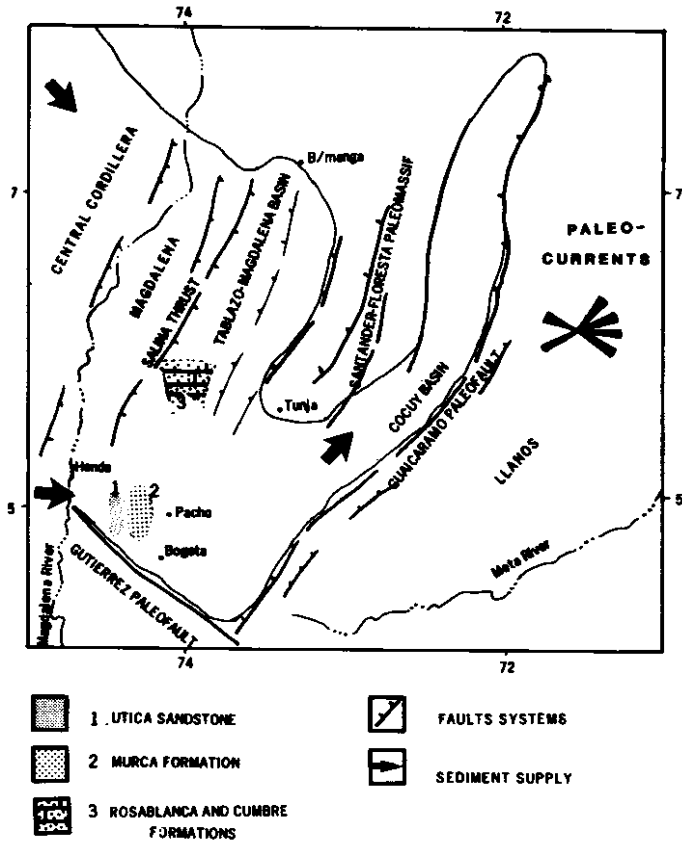 74
72
B/manga
7
7
CENTRAL CORDILLERA
MAGDALENA
SALINA THRUST
TABLAZO-MAGDALENA BASIN
SANTANDER-FLORESTA PALEOMASSIF
PALEO-
CURRENTS
3
Tunja
COCUY BASIN
GUAICARAMO PALEOFAULT
LLANOS
Honda
1
2
5
5
Pacho
Bogota
Magdalena River
GUTIERREZ PALEOFAULT
Meta River
74
72
1. UTICA SANDSTONE
2 MURCA FORMATION
3 ROSABLANCA AND CUMBRE
FORMATIONS
FAULTS SYSTEMS
SEDIMENT SUPPLY